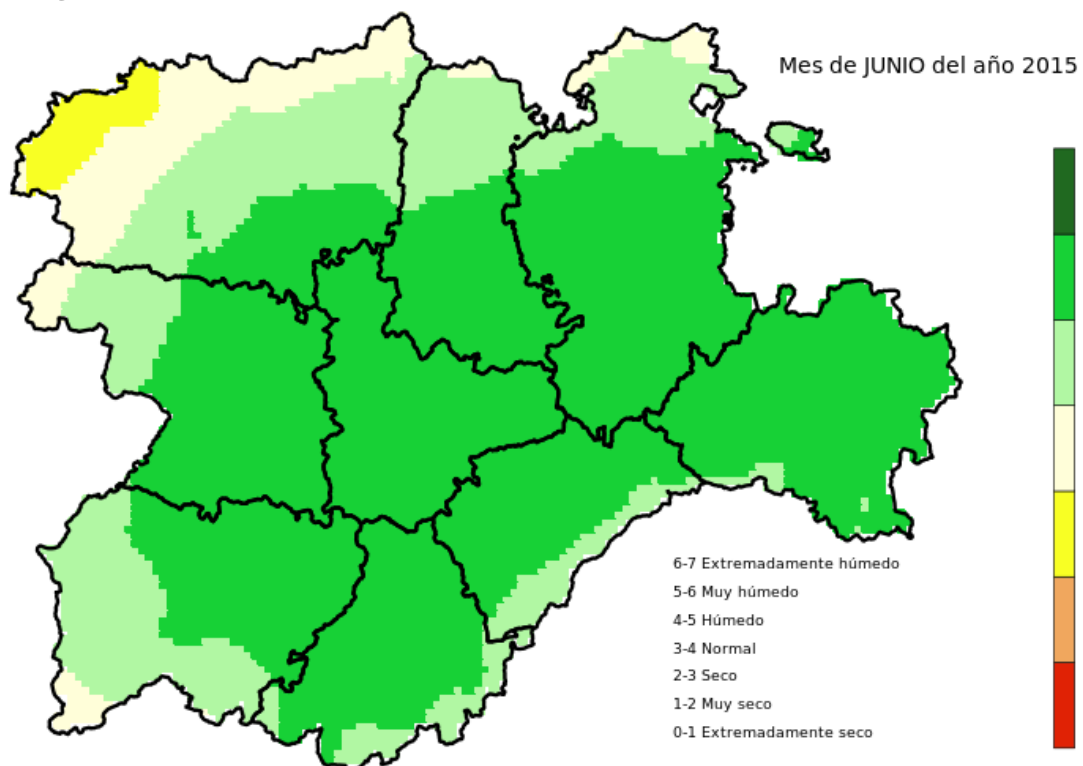 Mes de JUNIO del año 2015
6-7 Extremadamente húmedo
5-6 Muy húmedo
4-5 Húmedo
3-4 Normal
2-3 Seco
1-2 Muy seco
0-1 Extremadamente seco